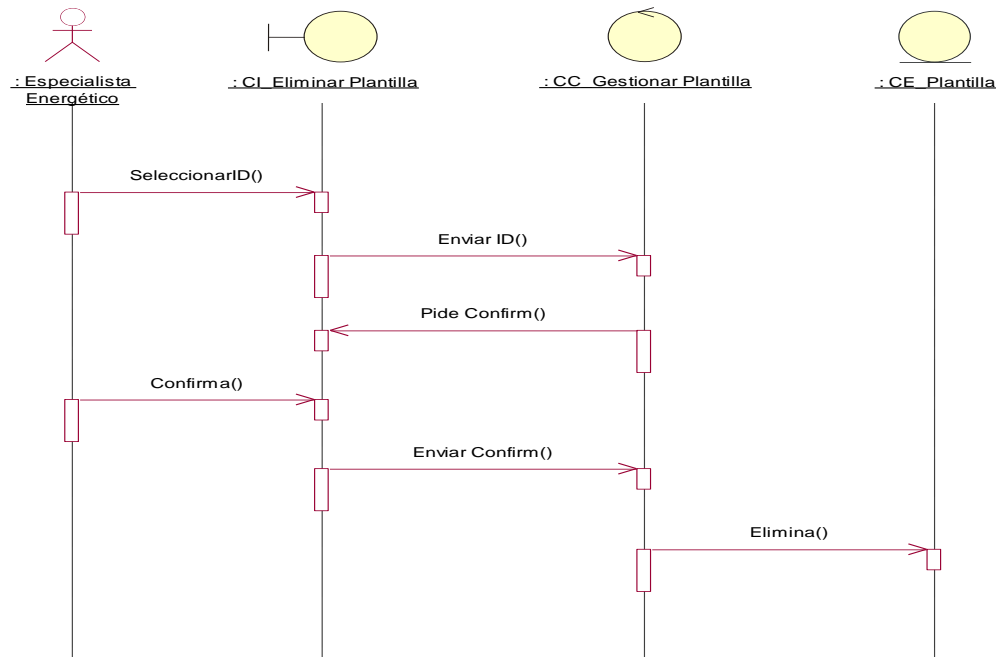 : Especialista
Energético
: CI_Eliminar Plantilla
: CC_Gestionar Plantilla
: CE_Plantilla
SeleccionarID()
Enviar ID()
Pide Confirm()
Confirma()
Enviar Confirm()
Elimina()